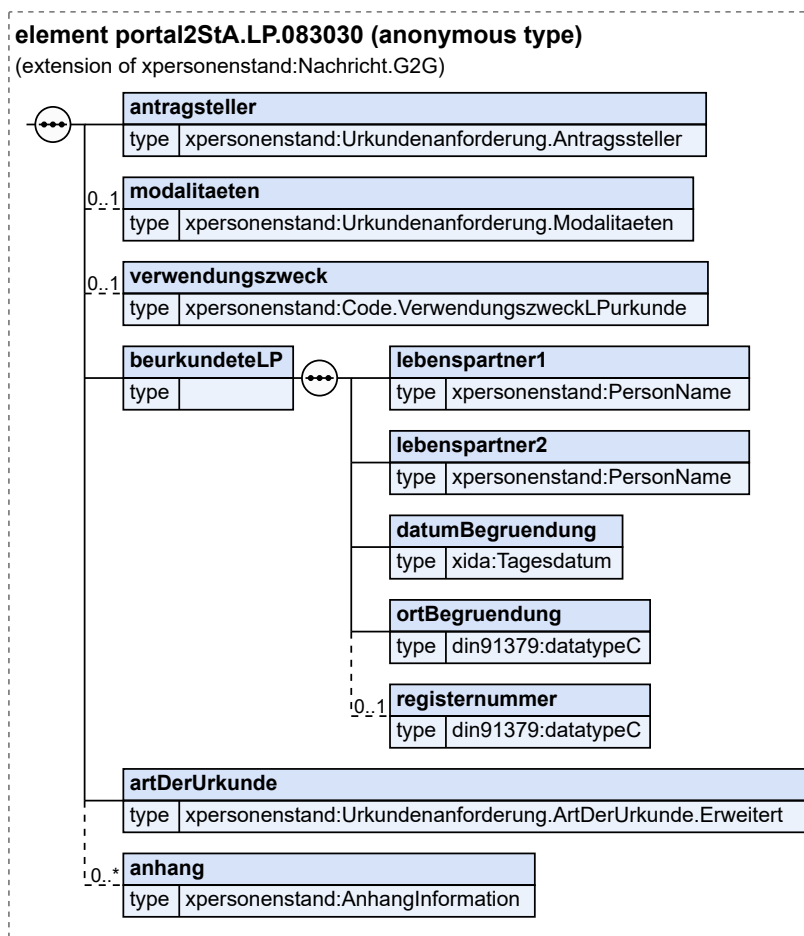 element portal2StA.LP.083030 (anonymous type)
(extension of xpersonenstand:Nachricht.G2G)
antragsteller
type xpersonenstand:Urkundenanforderung.Antragssteller
0..1 modalitaeten
type xpersonenstand:Urkundenanforderung.Modalitaeten
0..1 verwendungszweck
type xpersonenstand:Code.VerwendungszweckLPurkunde
beurkundeteLP
type
lebenspartner1
type xpersonenstand:PersonName
lebenspartner2
type xpersonenstand:PersonName
datumBegruendung
type xida:Tagesdatum
ortBegruendung
type din91379:datatypeC
0..1 registernummer
type din91379:datatypeC
artDerUrkunde
type xpersonenstand:Urkundenanforderung.ArtDerUrkunde.Erweitert
0..* anhang
type xpersonenstand:AnhangInformation